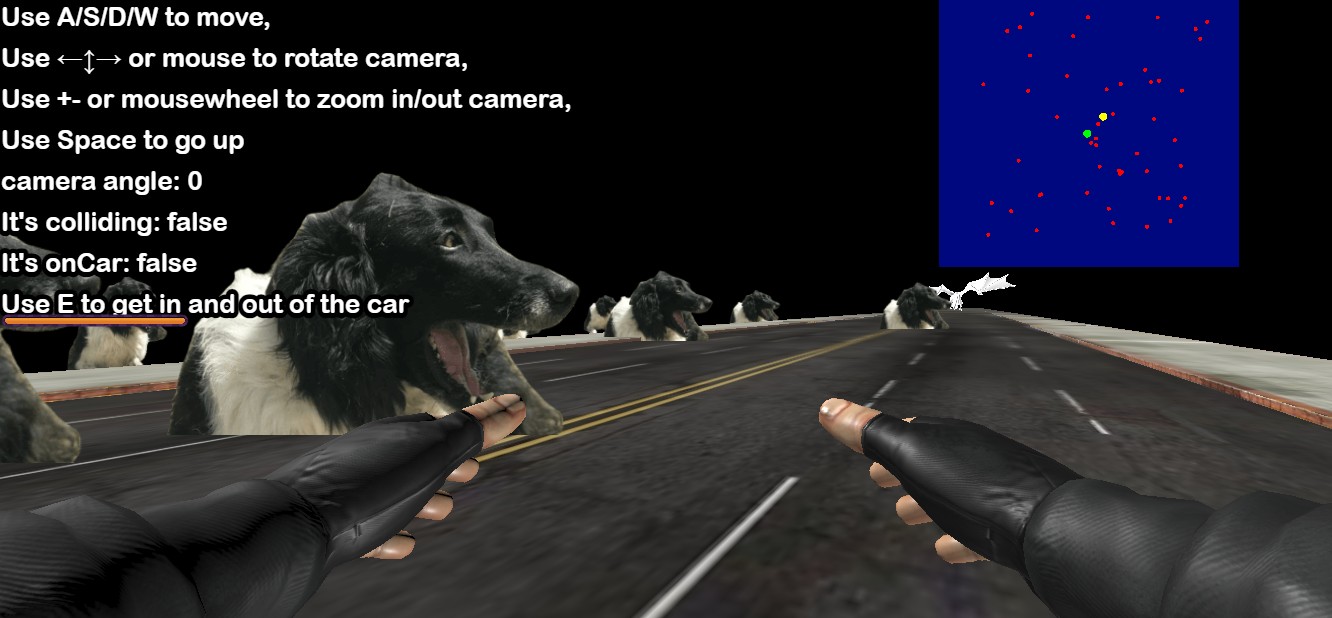 Use A/S/D/W to move,
Use ←↕→ or mouse to rotate camera,
Use +- or mousewheel to zoom in/out camera,
Use Space to go up
camera angle: 0
It's colliding: false
It's onCar: false
Use E to get in and out of the car